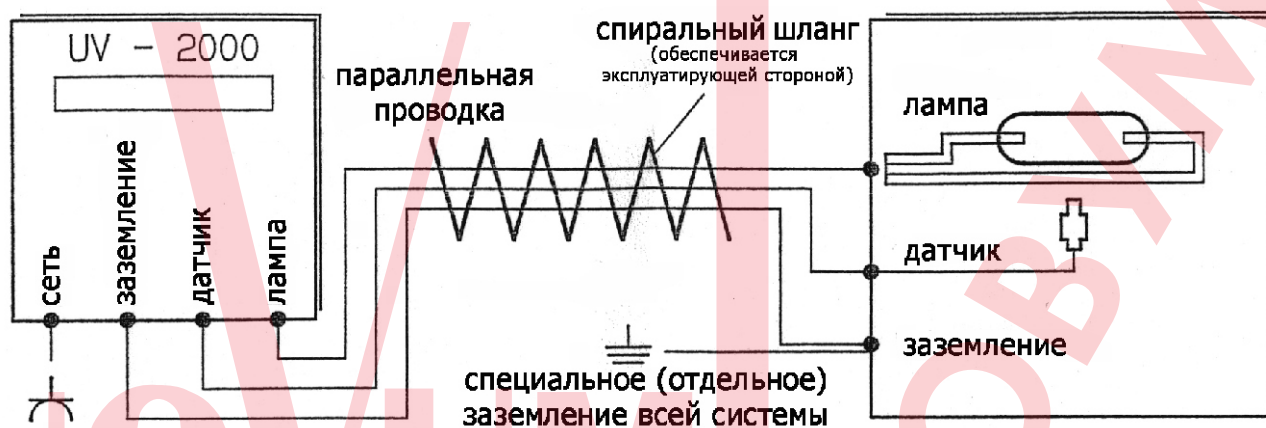 UV - 2000
сеть
заземление
датчик
лампа
параллельная
проводка
спиральный шланг
(обеспечивается
эксплуатирующей стороной)
специальное (отдельное)
заземление всей системы
лампа
датчик
заземление